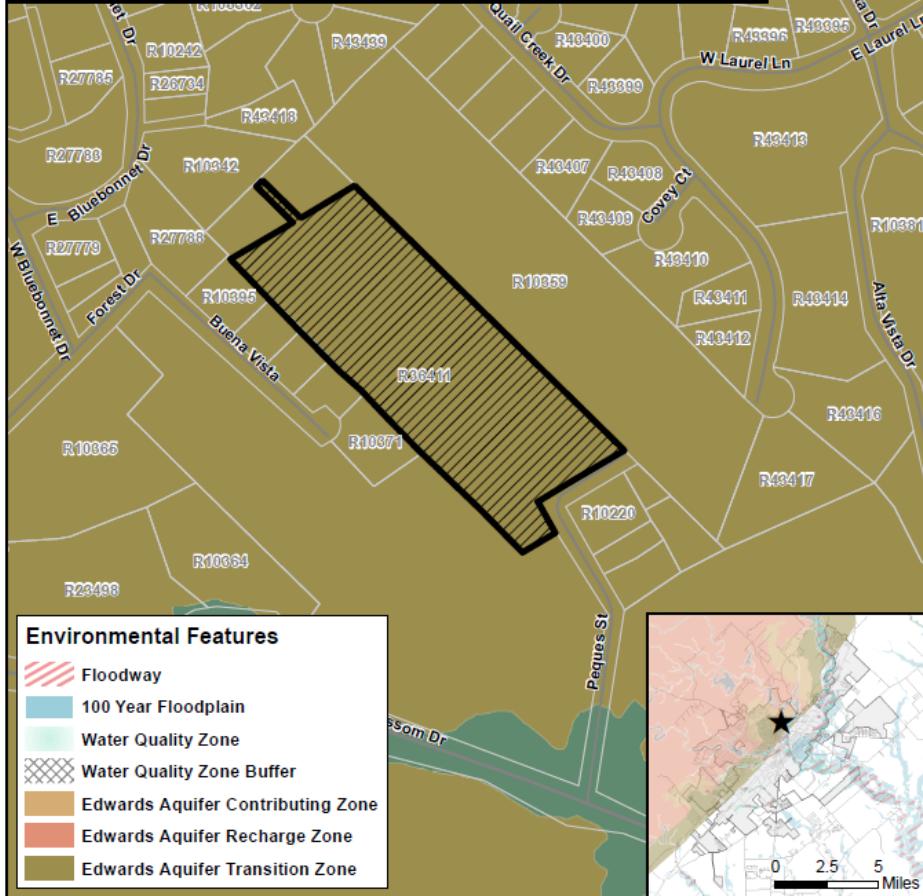 Quail Creek Dr
W Laurel Ln
E Laurel Ln
R43439
R43400
R43396
R43395
R10242
R27785
R26734
R43399
R43418
R43413
R27783
R10342
R43407
R43408
Covey Ct
R43409
R10381
E Bluebonnet Dr
R27779
R27788
R43410
W Bluebonnet Dr
Forest Dr
R10395
R10359
R43411
R43414
R43412
Alta Vista Dr
Buena Vista
R36411
R43416
R10365
R10371
R43417
R10220
R10364
R23498
Peques St
ssom Dr
Environmental Features
Floodway
100 Year Floodplain
Water Quality Zone
Water Quality Zone Buffer
Edwards Aquifer Contributing Zone
Edwards Aquifer Recharge Zone
Edwards Aquifer Transition Zone
0 2.5 5
Miles